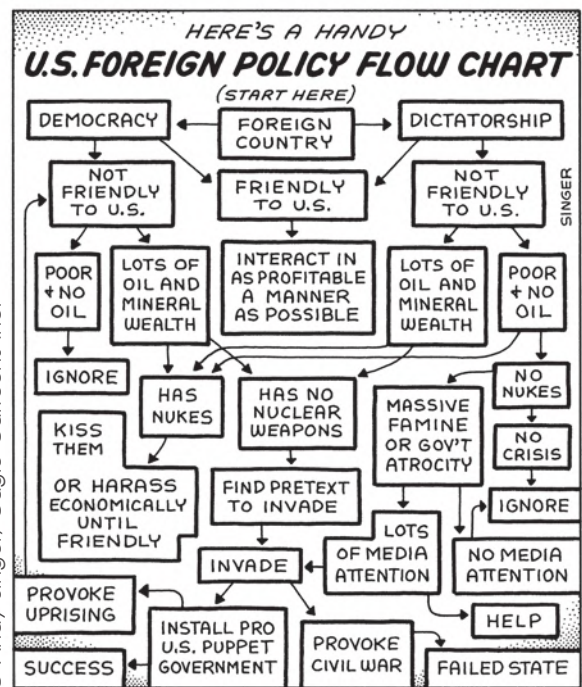 HERE'S A HANDY
U.S. FOREIGN POLICY FLOW CHART
(START HERE)
DEMOCRACY
FOREIGN
COUNTRY
DICTATORSHIP
NOT
FRIENDLY
TO U.S.
FRIENDLY
TO U.S.
NOT
FRIENDLY
TO U.S.
SINGER
POOR
& NO
OIL
LOTS OF
OIL AND
MINERAL
WEALTH
INTERACT IN
AS PROFITABLE
A MANNER
AS POSSIBLE
LOTS OF
OIL AND
MINERAL
WEALTH
POOR
& NO
OIL
IGNORE
HAS
NUKES
HAS NO
NUCLEAR
WEAPONS
MASSIVE
FAMINE
OR GOV'T
ATROCITY
NO
NUKES
NO
CRISIS
KISS
THEM
OR HARASS
ECONOMICALLY
UNTIL
FRIENDLY
FIND PRETEXT
TO INVADE
IGNORE
INVADE
LOTS
OF MEDIA
ATTENTION
NO MEDIA
ATTENTION
PROVOKE
UPRISING
INSTALL PRO
U.S. PUPPET
GOVERNMENT
PROVOKE
CIVIL WAR
HELP
SUCCESS
FAILED STATE